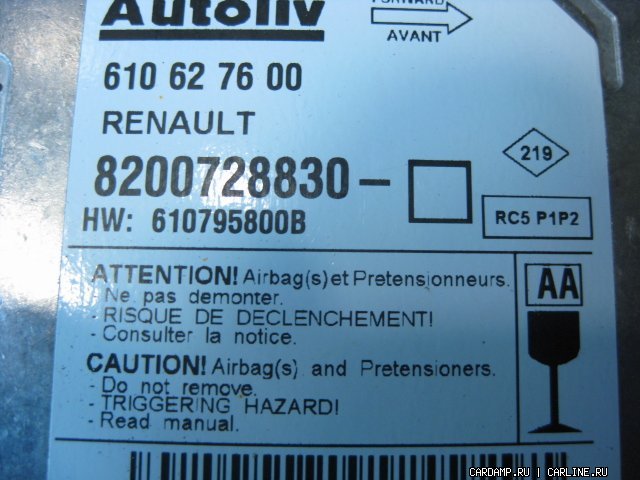 Autoliv
FORWARD
AVANT
610 62 76 00
RENAULT
8200728830-
219
HW: 610795800B
RC5 P1P2
ATTENTION! Airbag(s) et Pretensionneurs.
- Ne pas demonter.
- RISQUE DE DECLENCHEMENT!
- Consulter la notice.
AA
CAUTION! Airbag(s) and Pretensioners.
- Do not remove.
- TRIGGERING HAZARD!
- Read manual.
CARDAMP.RU | CARLINE.RU